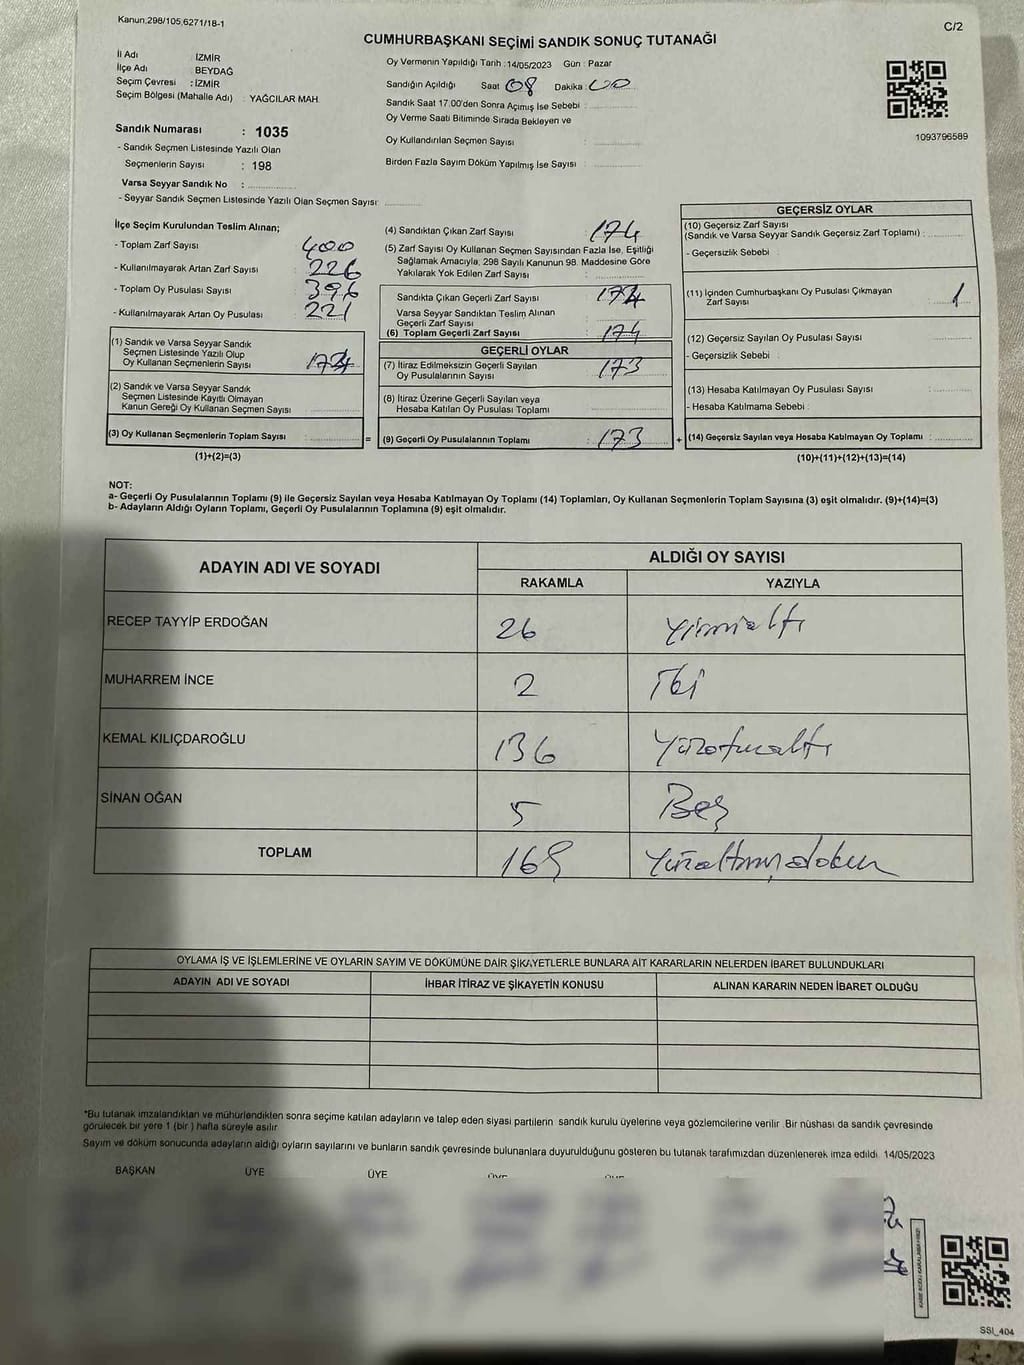 Kanun,298/105,6271/18-1
C/2
CUMHURBAŞKANI SEÇİMİ SANDIK SONUÇ TUTANAĞI
İl Adı İZMİR
İlçe Adı : BEYDAĞ
Seçim Çevresi : İZMİR
Seçim Bölgesi (Mahalle Adı) : YAĞCILAR MAH.
Sandık Numarası : 1035
- Sandık Seçmen Listesinde Yazılı Olan
Seçmenlerin Sayısı : 198
Varsa Seyyar Sandık No :
- Seyyar Sandık Seçmen Listesinde Yazılı Olan Seçmen Sayısı:
Oy Vermenin Yapıldığı Tarih :14/05/2023 Gün : Pazar
Sandığın Açıldığı Saat 08 Dakika : 00
Sandık Saat 17.00'den Sonra Açımış İse Sebebi :
Oy Verme Saati Bitiminde Sırada Bekleyen ve
Oy Kullandırılan Seçmen Sayısı :
Birden Fazla Sayım Döküm Yapılmış İse Sayısı :
1093796589
İlçe Seçim Kurulundan Teslim Alınan;
- Toplam Zarf Sayısı : 400
- Kullanılmayarak Artan Zarf Sayısı : 226
- Toplam Oy Pusulası Sayısı : 396
- Kullanılmayarak Artan Oy Pusulası : 221
(1) Sandık ve Varsa Seyyar Sandık
Seçmen Listesinde Yazılı Olup
Oy Kullanan Seçmenlerin Sayısı : 174
(2) Sandık ve Varsa Seyyar Sandık
Seçmen Listesinde Kayıtlı Olmayan
Kanun Gereği Oy Kullanan Seçmen Sayısı :
(3) Oy Kullanan Seçmenlerin Toplam Sayısı : =
(1)+(2)=(3)
(4) Sandıktan Çıkan Zarf Sayısı : 174
(5) Zarf Sayısı Oy Kullanan Seçmen Sayısından Fazla İse, Eşitliği
Sağlamak Amacıyla, 298 Sayılı Kanunun 98. Maddesine Göre
Yakılarak Yok Edilen Zarf Sayısı :
Sandıkta Çıkan Geçerli Zarf Sayısı : 174
Varsa Seyyar Sandıktan Teslim Alınan
Geçerli Zarf Sayısı :
(6) Toplam Geçerli Zarf Sayısı : 174
GEÇERLİ OYLAR
(7) İtiraz Edilmeksizin Geçerli Sayılan
Oy Pusulalarının Sayısı : 173
(8) İtiraz Üzerine Geçerli Sayılan veya
Hesaba Katılan Oy Pusulası Toplamı :
(9) Geçerli Oy Pusulalarının Toplamı : 173 +
GEÇERSİZ OYLAR
(10) Geçersiz Zarf Sayısı
(Sandık ve Varsa Seyyar Sandık Geçersiz Zarf Toplamı) :
- Geçersizlik Sebebi :
(11) İçinden Cumhurbaşkanı Oy Pusulası Çıkmayan
Zarf Sayısı : 1
(12) Geçersiz Sayılan Oy Pusulası Sayısı :
- Geçersizlik Sebebi :
(13) Hesaba Katılmayan Oy Pusulası Sayısı :
- Hesaba Katılmama Sebebi :
(14) Geçersiz Sayılan veya Hesaba Katılmayan Oy Toplamı :
(10)+(11)+(12)+(13)=(14)
NOT:
a- Geçerli Oy Pusulalarının Toplamı (9) ile Geçersiz Sayılan veya Hesaba Katılmayan Oy Toplamı (14) Toplamları, Oy Kullanan Seçmenlerin Toplam Sayısına (3) eşit olmalıdır. (9)+(14)=(3)
b- Adayların Aldığı Oyların Toplamı, Geçerli Oy Pusulalarının Toplamına (9) eşit olmalıdır.
ADAYIN ADI VE SOYADI
ALDIĞI OY SAYISI
RAKAMLA YAZIYLA
RECEP TAYYİP ERDOĞAN 26 Yirmialtı
MUHARREM İNCE 2 İki
KEMAL KILIÇDAROĞLU 136 Yüzotuzaltı
SİNAN OĞAN 5 Beş
TOPLAM 169 Yüzaltmışdokuz
OYLAMA İŞ VE İŞLEMLERİNE VE OYLARIN SAYIM VE DÖKÜMÜNE DAİR ŞİKAYETLERLE BUNLARA AİT KARARLARIN NELERDEN İBARET BULUNDUKLARI
ADAYIN ADI VE SOYADI İHBAR İTİRAZ VE ŞİKAYETİN KONUSU ALINAN KARARIN NEDEN İBARET OLDUĞU
*Bu tutanak imzalandıktan ve mühürlendikten sonra seçime katılan adayların ve talep eden siyasi partilerin sandık kurulu üyelerine veya gözlemcilerine verilir. Bir nüshası da sandık çevresinde
görülecek bir yere 1 (bir ) hafta süreyle asılır.
Sayım ve döküm sonucunda adayların aldığı oyların sayılarını ve bunların sandık çevresinde bulunanlara duyurulduğunu gösteren bu tutanak tarafımızdan düzenlenerek imza edildi. 14/05/2023
BAŞKAN ÜYE ÜYE ÜYE ÜYE
SSI_404